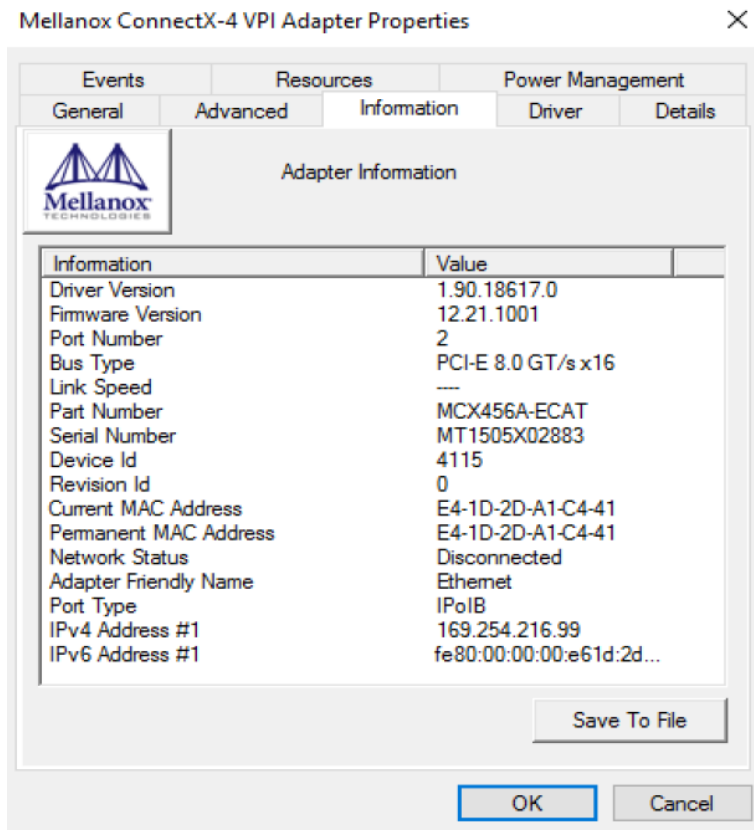 Mellanox ConnectX-4 VPI Adapter Properties
Events Resources Power Management
General Advanced Information Driver Details
Mellanox
TECHNOLOGIES
Adapter Information
Information Value
Driver Version 1.90.18617.0
Firmware Version 12.21.1001
Port Number 2
Bus Type PCI-E 8.0 GT/s x16
Link Speed ----
Part Number MCX456A-ECAT
Serial Number MT1505X02883
Device Id 4115
Revision Id 0
Current MAC Address E4-1D-2D-A1-C4-41
Permanent MAC Address E4-1D-2D-A1-C4-41
Network Status Disconnected
Adapter Friendly Name Ethernet
Port Type IPoIB
IPv4 Address #1 169.254.216.99
IPv6 Address #1 fe80:00:00:00:e61d:2d...
Save To File
OK Cancel